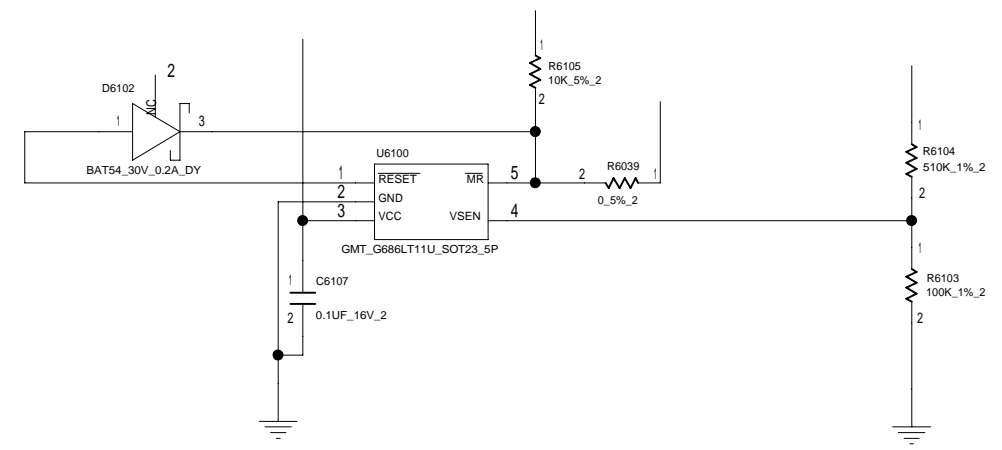 1
R6105
10K_5%_2
2
D6102
2
NC
1
3
BAT54_30V_0.2A_DY
U6100
1
RESET
MR
5
2
GND
3
VCC
VSEN
4
GMT_G686LT11U_SOT23_5P
2
R6039
1
0_5%_2
1
R6104
510K_1%_2
2
1
R6103
100K_1%_2
2
1
C6107
2
0.1UF_16V_2